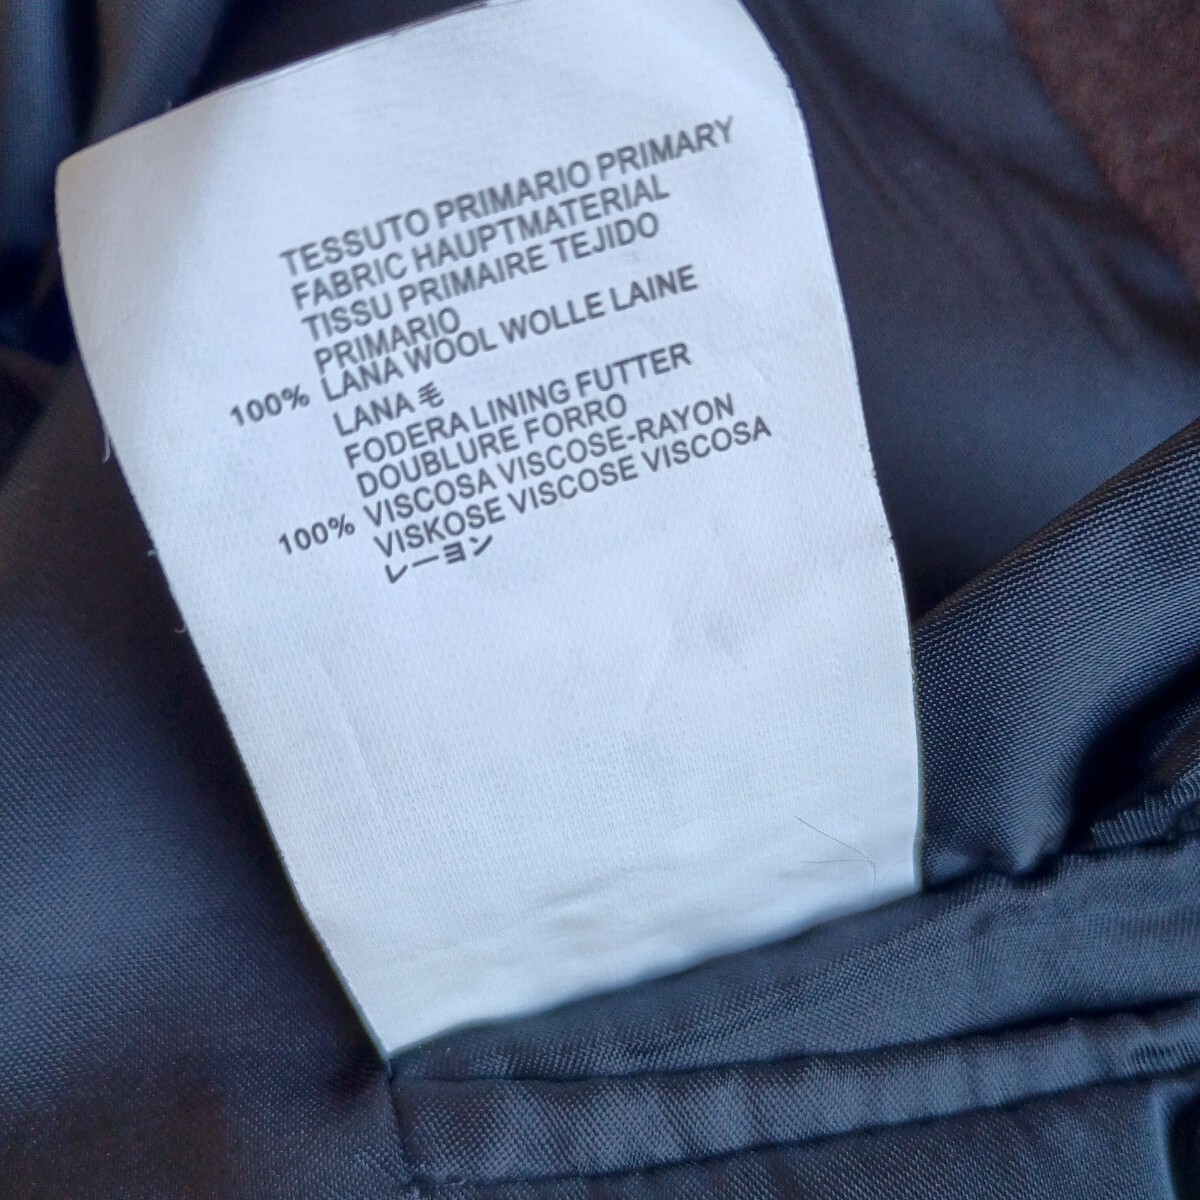 TESSUTO PRIMARIO PRIMARY
FABRIC HAUPTMATERIAL
TISSU PRIMAIRE TEJIDO
PRIMARIO
100% LANA WOOL WOLLE LAINE
LANA 毛
FODERA LINING FUTTER
DOUBLURE FORRO
100% VISCOSA VISCOSE-RAYON
VISKOSE VISCOSE VISCOSA
レーヨン